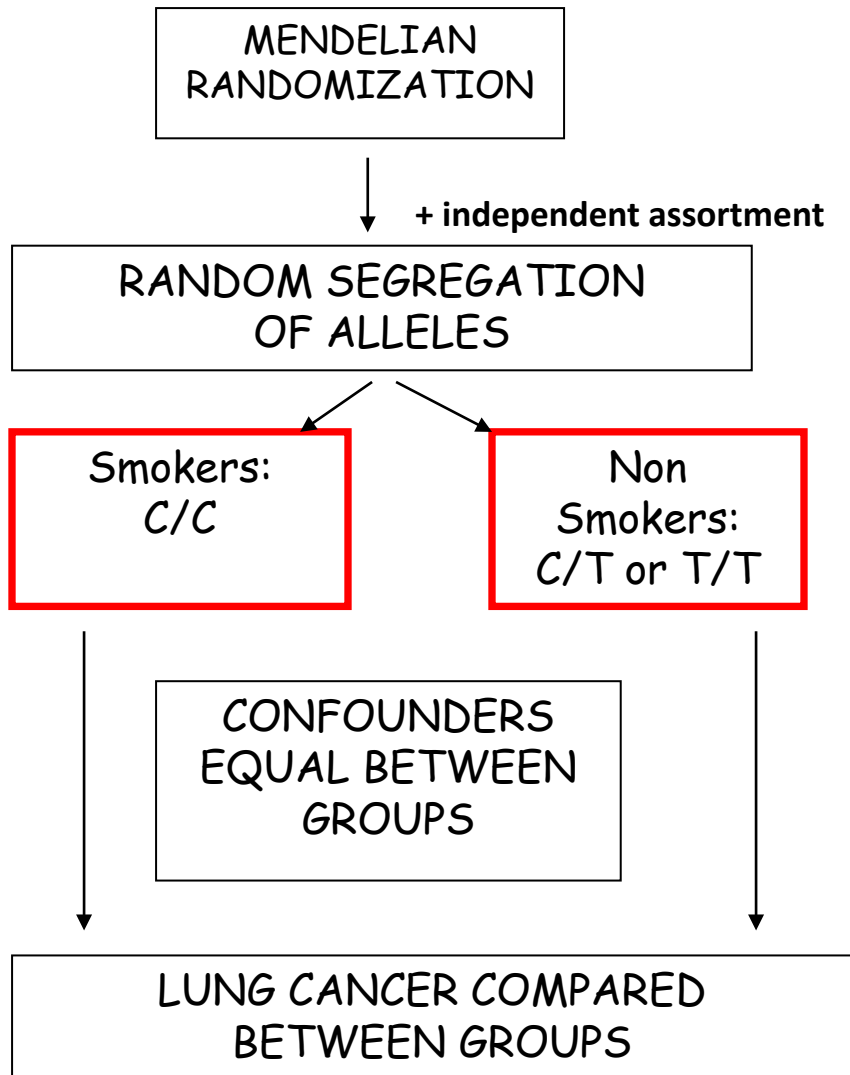 MENDELIAN
RANDOMIZATION
+ independent assortment
RANDOM SEGREGATION
OF ALLELES
Smokers:
C/C
Non
Smokers:
C/T or T/T
CONFOUNDERS
EQUAL BETWEEN
GROUPS
LUNG CANCER COMPARED
BETWEEN GROUPS